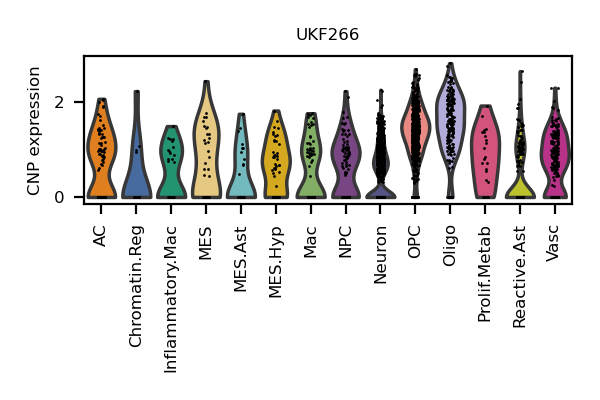 UKF266
CNP expression
2
0
AC
Chromatin.Reg
Inflammatory.Mac
MES
MES.Ast
MES.Hyp
Mac
NPC
Neuron
OPC
Oligo
Prolif.Metab
Reactive.Ast
Vasc